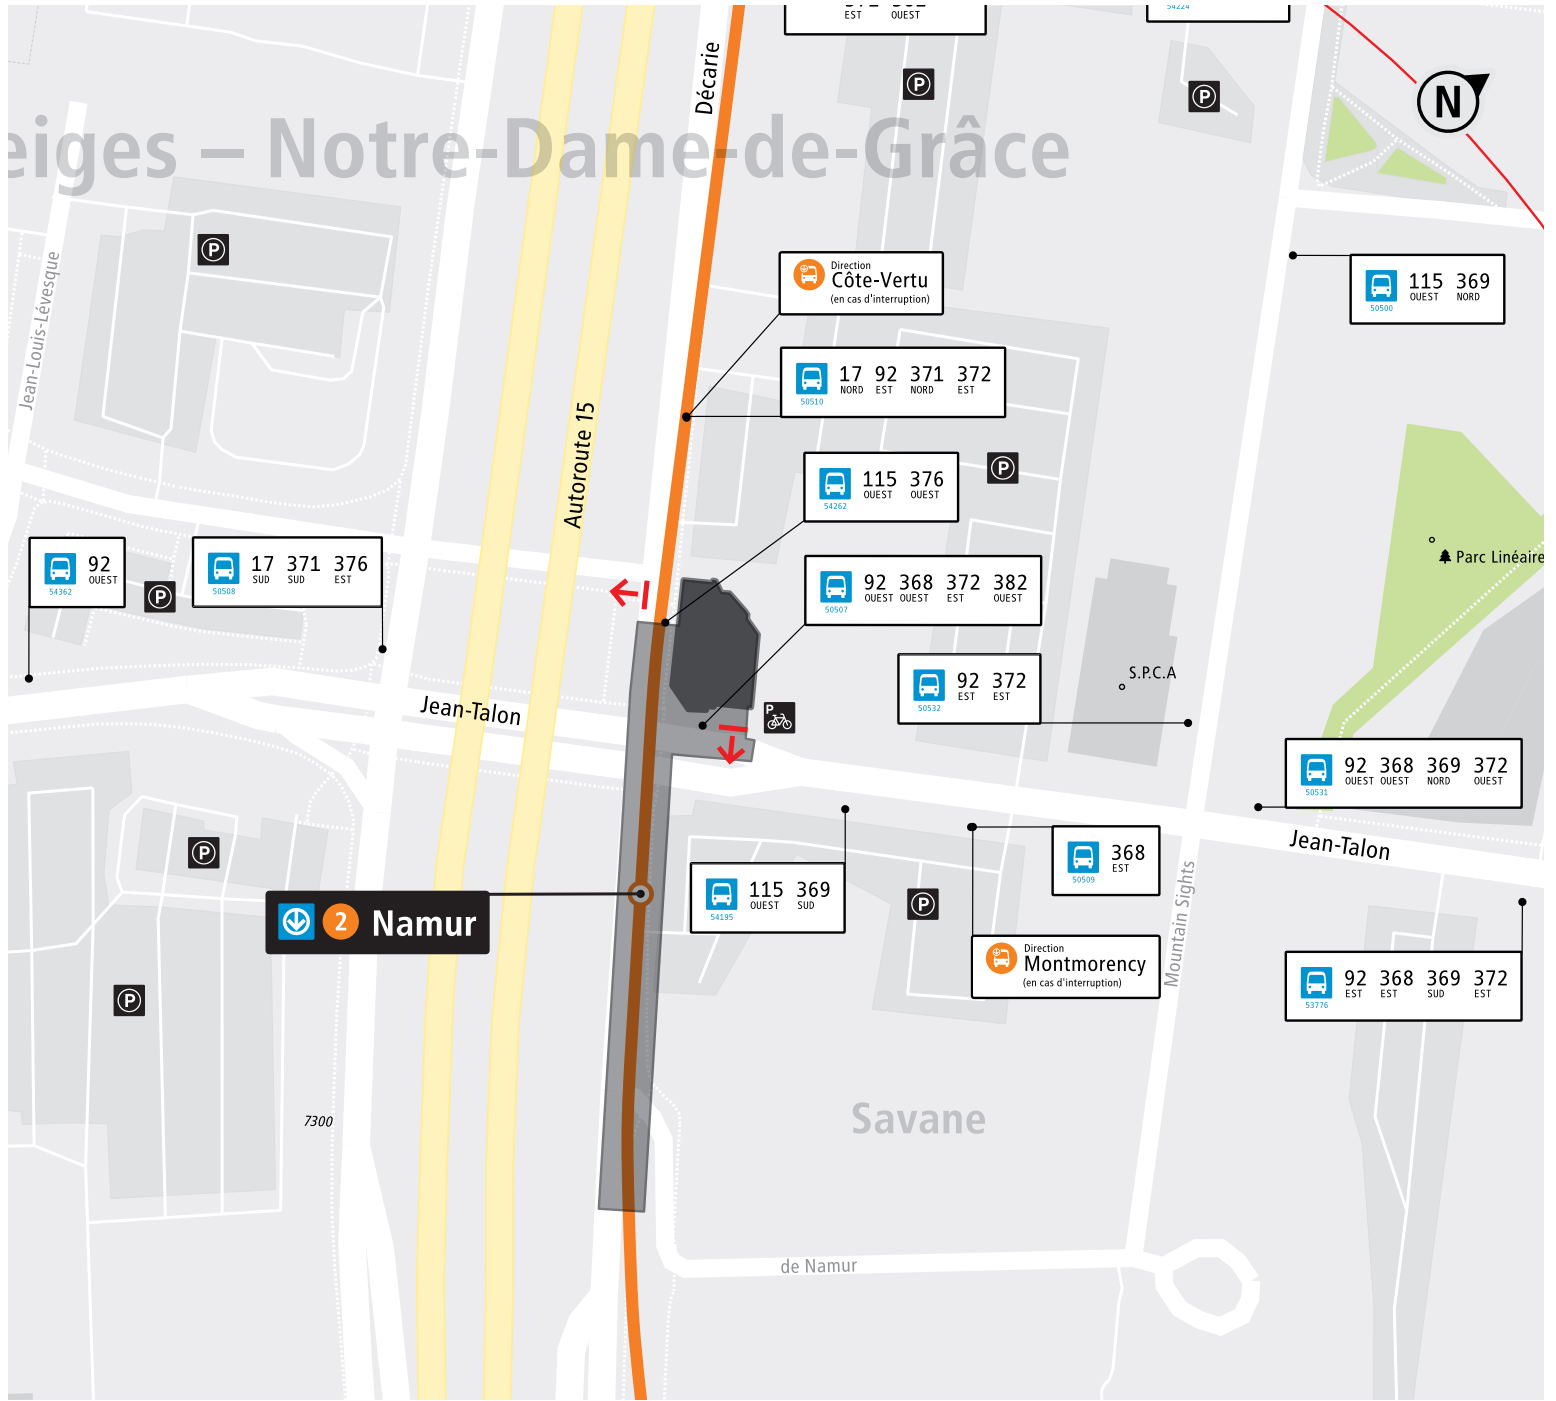 EST OUEST
54224
Décarie
P
P
N
eiges – Notre-Dame-de-Grâce
P
Jean-Louis-Lévesque
Direction
Côte-Vertu
(en cas d'interruption)
115 369
OUEST NORD
50500
17 92 371 372
NORD EST NORD EST
50510
Autoroute 15
115 376
OUEST OUEST
54262
P
92
OUEST
54362
P
17 371 376
SUD SUD EST
50508
92 368 372 382
OUEST OUEST EST OUEST
50507
Parc Linéaire
92 372
EST EST
50532
S.P.C.A
Jean-Talon
P
92 368 369 372
OUEST OUEST NORD OUEST
50531
Jean-Talon
P
115 369
OUEST SUD
54195
P
368
EST
50509
Mountain Sights
2 Namur
Direction
Montmorency
(en cas d'interruption)
92 368 369 372
EST EST SUD EST
53776
P
7300
Savane
de Namur